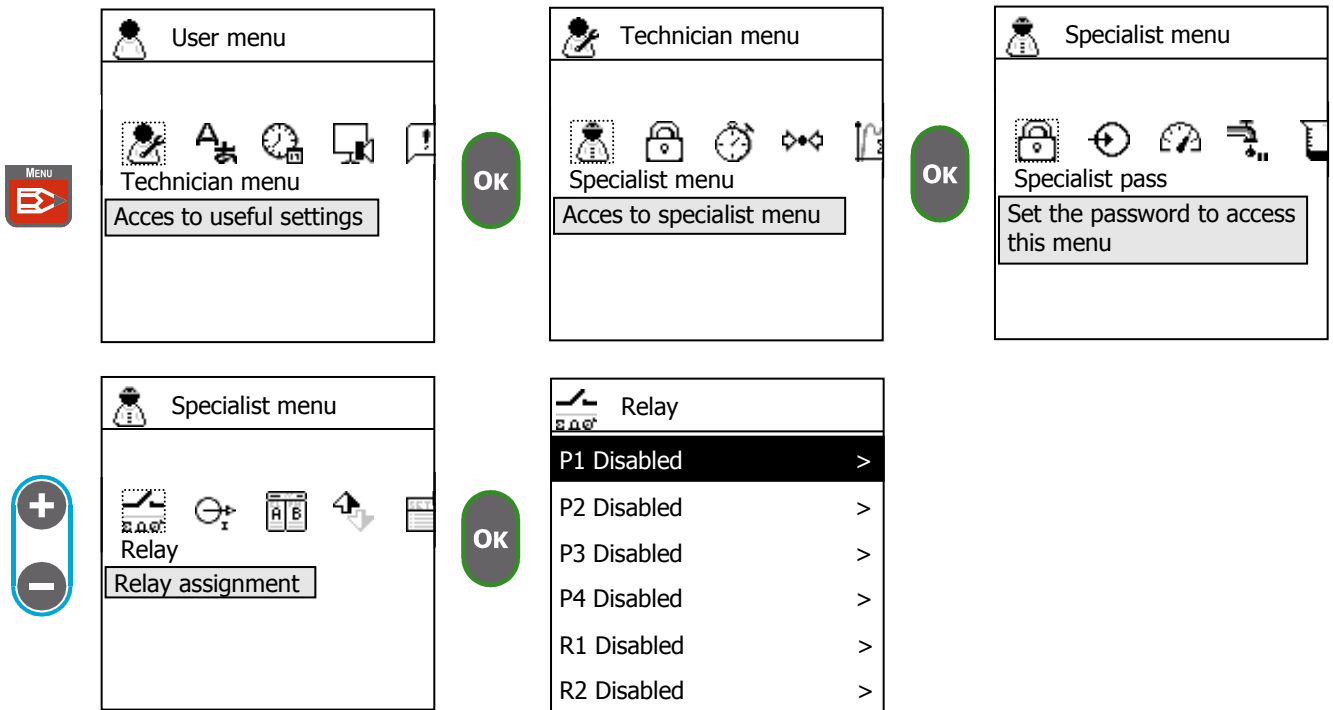 User menu
Technician menu
Acces to useful settings
MENU
OK
Technician menu
Specialist menu
Acces to specialist menu
OK
Specialist menu
Specialist pass
Set the password to access
this menu
Specialist menu
A B
Relay
Relay assignment
OK
Relay
P1 Disabled >
P2 Disabled >
P3 Disabled >
P4 Disabled >
R1 Disabled >
R2 Disabled >